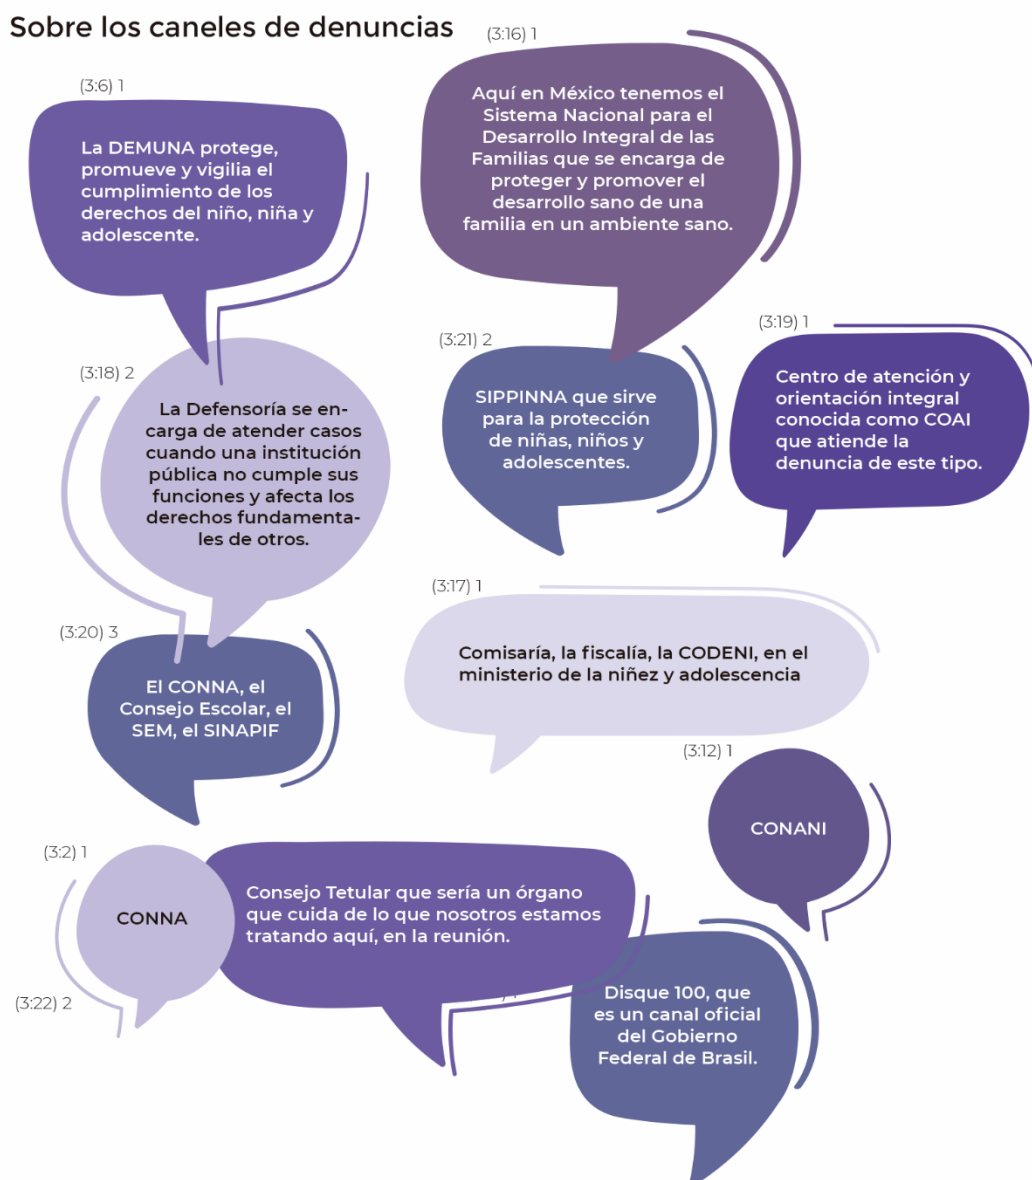 Sobre los caneles de denuncias
(3:6) 1
La DEMUNA protege,
promueve y vigilia el
cumplimiento de los
derechos del niño, niña y
adolescente.
(3:16) 1
Aquí en México tenemos el
Sistema Nacional para el
Desarrollo Integral de las
Familias que se encarga de
proteger y promover el
desarrollo sano de una
familia en un ambiente sano.
(3:18) 2
La Defensoría se en-
carga de atender casos
cuando una institución
pública no cumple sus
funciones y afecta los
derechos fundamenta-
les de otros.
(3:21) 2
SIPPINNA que sirve
para la protección
de niñas, niños y
adolescentes.
(3:19) 1
Centro de atención y
orientación integral
conocida como COAI
que atiende la
denuncia de este tipo.
(3:20) 3
El CONNA, el
Consejo Escolar, el
SEM, el SINAPIF
(3:17) 1
Comisaría, la fiscalía, la CODENI, en el
ministerio de la niñez y adolescencia
(3:12) 1
CONANI
(3:2) 1
CONNA
Consejo Tetular que sería un órgano
que cuida de lo que nosotros estamos
tratando aquí, en la reunión.
(3:22) 2
Disque 100, que
es un canal oficial
del Gobierno
Federal de Brasil.